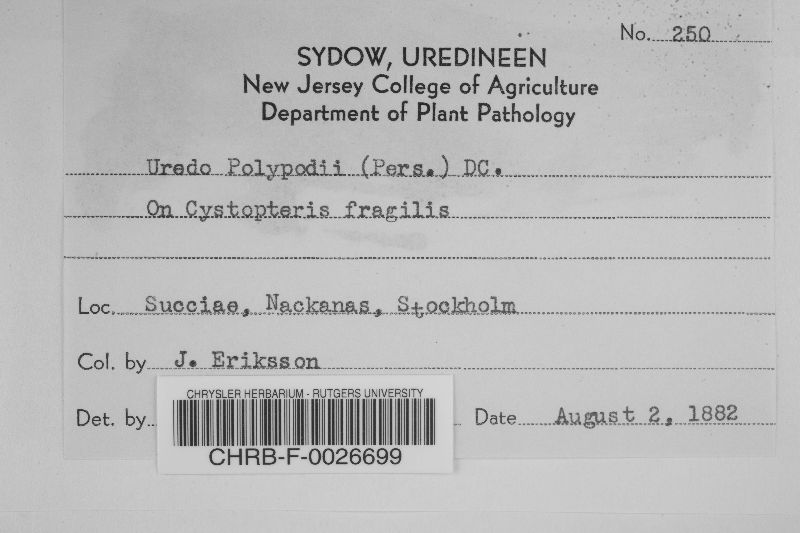 No. 250
SYDOW, UREDINEEN
New Jersey College of Agriculture
Department of Plant Pathology
Uredo Polypodii (Pers.) DC.
On Cystopteris fragilis
Loc. Succiae, Nackanas, Stockholm
Col. by J. Eriksson
Det. by
Date August 2, 1882
CHRYSLER HERBARIUM - RUTGERS UNIVERSITY
CHRB-F-0026699